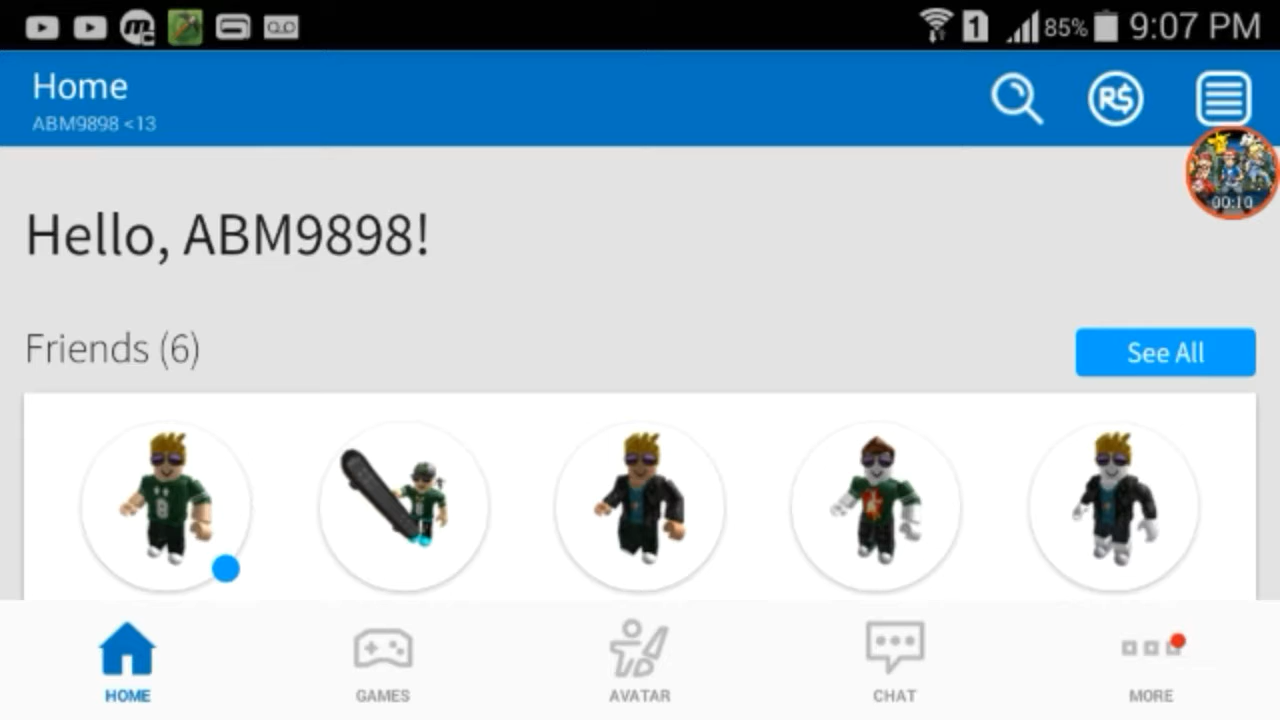 1 85% 9:07 PM
Home
ABM9898 <13
R$
00:10
Hello, ABM9898!
Friends (6)
See All
8
HOME GAMES AVATAR CHAT MORE